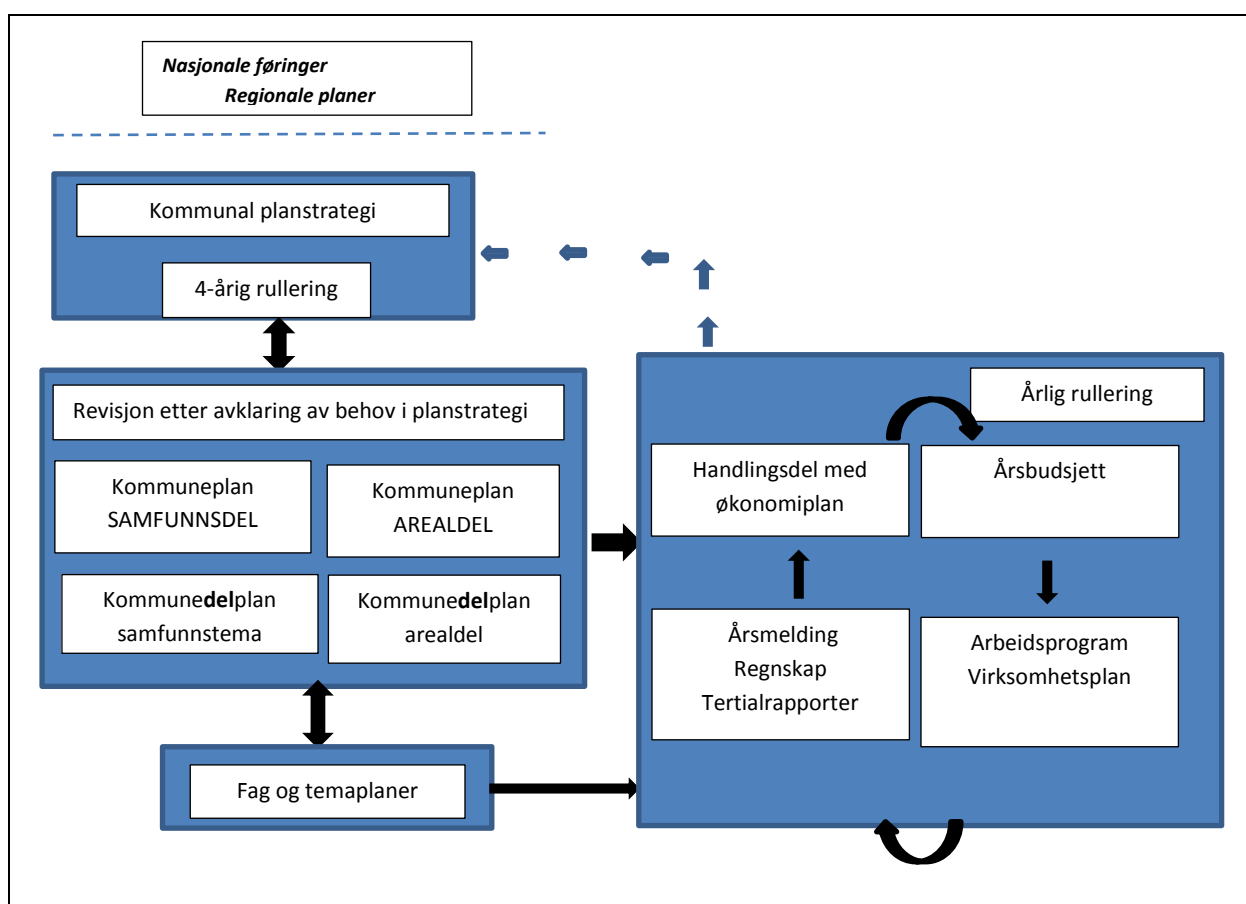 Nasjonale føringer
Regionale planer
Kommunal planstrategi
4-årig rullering
Revisjon etter avklaring av behov i planstrategi
Kommuneplan
SAMFUNNSDEL
Kommuneplan
AREALDEL
Kommunedelplan
samfunnstema
Kommunedelplan
arealdel
Fag og temaplaner
Årlig rullering
Handlingsdel med
økonomiplan
Årsbudsjett
Årsmelding
Regnskap
Tertialrapporter
Arbeidsprogram
Virksomhetsplan